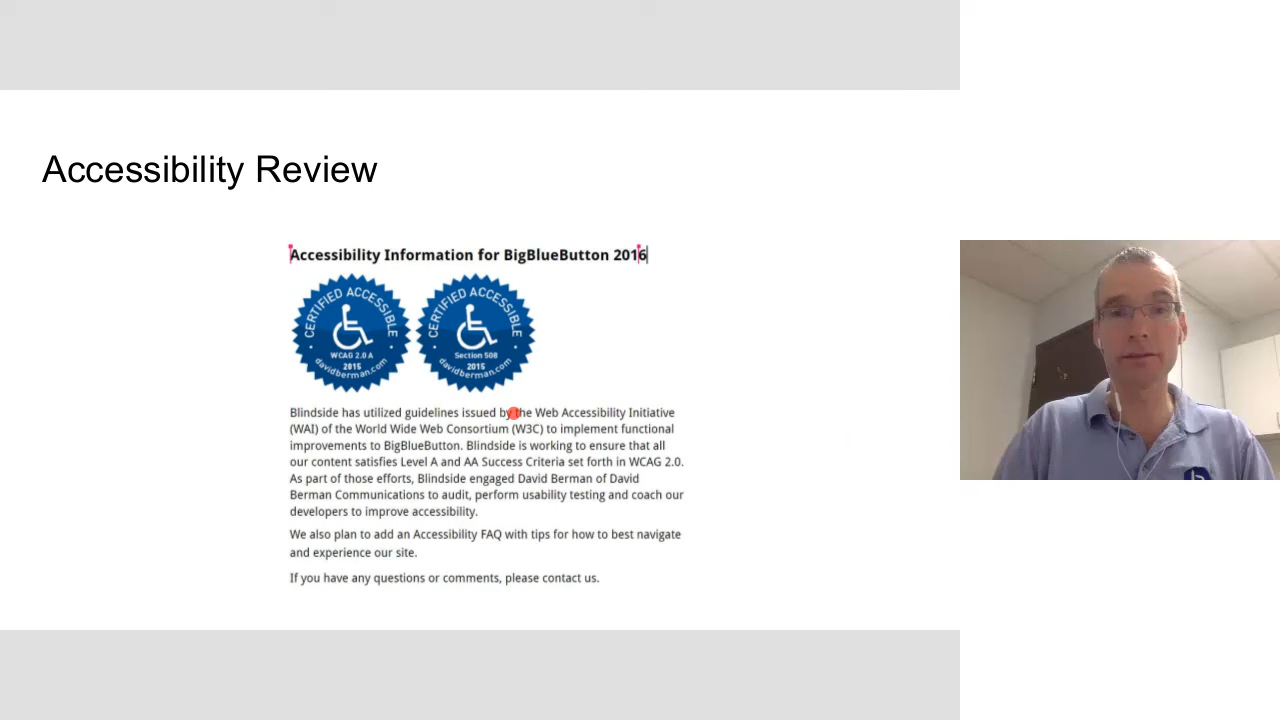 Accessibility Review
Accessibility Information for BigBlueButton 2016
CERTIFIED ACCESSIBLE
WCAG 2.0 A
2015
davidberman.com
CERTIFIED ACCESSIBLE
Section 508
2015
davidberman.com
Blindside has utilized guidelines issued by the Web Accessibility Initiative
(WAI) of the World Wide Web Consortium (W3C) to implement functional
improvements to BigBlueButton. Blindside is working to ensure that all
our content satisfies Level A and AA Success Criteria set forth in WCAG 2.0.
As part of those efforts, Blindside engaged David Berman of David
Berman Communications to audit, perform usability testing and coach our
developers to improve accessibility.
We also plan to add an Accessibility FAQ with tips for how to best navigate
and experience our site.
If you have any questions or comments, please contact us.
b